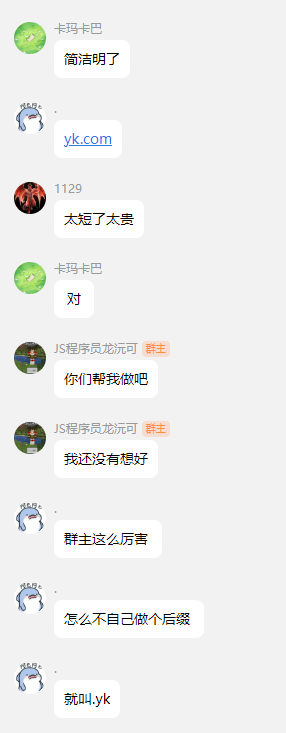 卡玛卡巴
简洁明了
.
yk.com
1129
太短了太贵
卡玛卡巴
对
JS程序员龙沅可 群主
你们帮我做吧
JS程序员龙沅可 群主
我还没有想好
.
群主这么厉害
.
怎么不自己做个后缀
.
就叫.yk